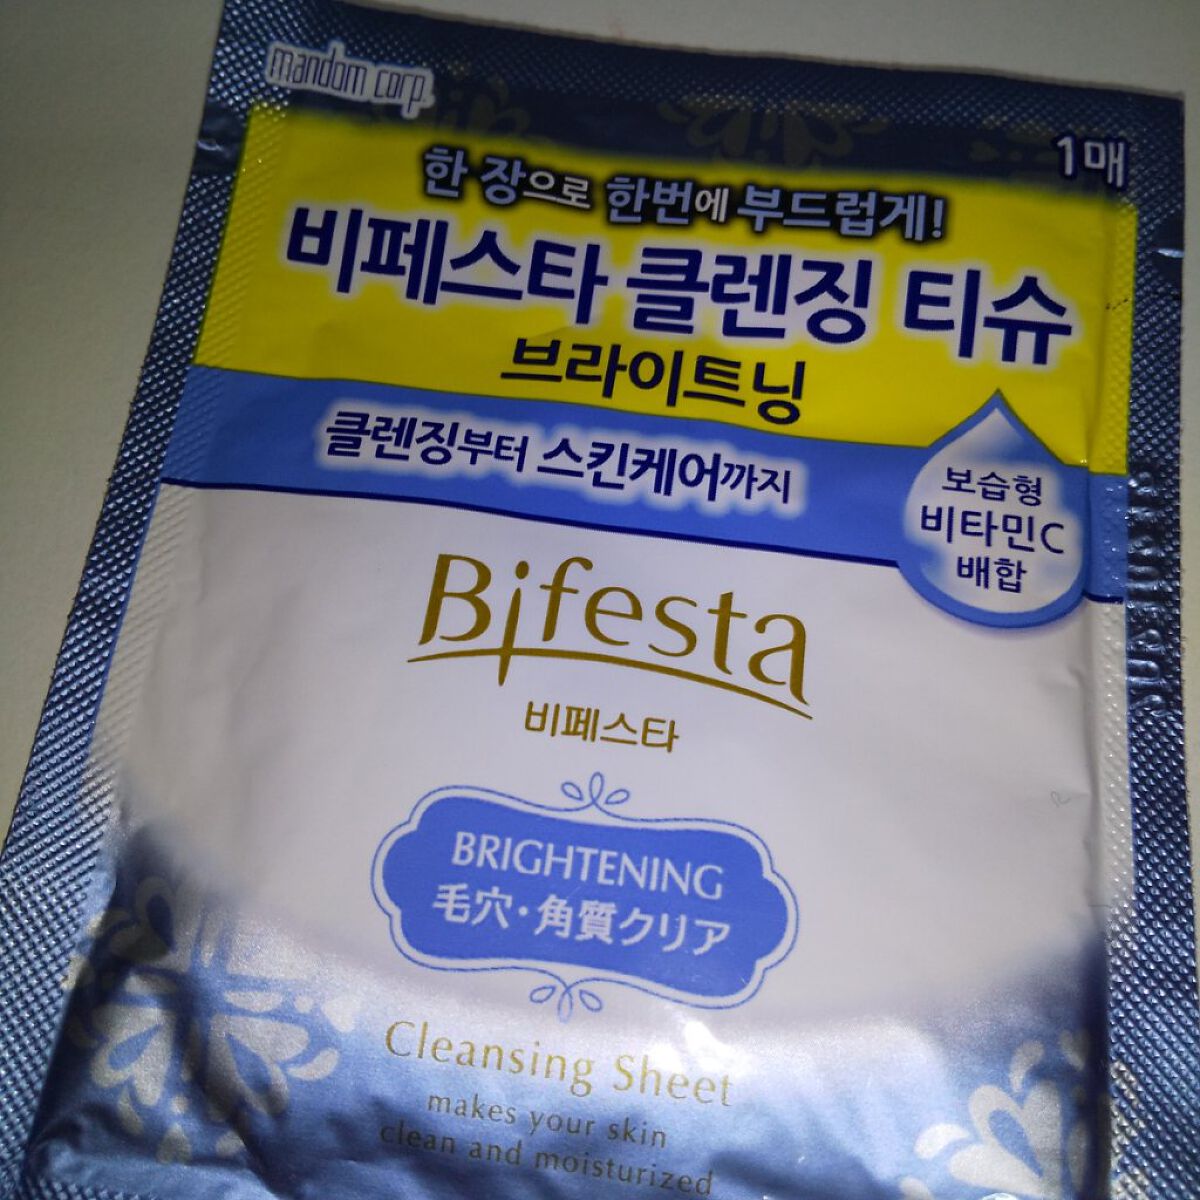 mandom corp.
1매
한 장으로 한번에 부드럽게!
비페스타 클렌징 티슈
브라이트닝
클렌징부터 스킨케어까지
보습형
비타민C
배합
Bifesta
비페스타
BRIGHTENING
毛穴・角質クリア
Cleansing Sheet
makes your skin
clean and moisturized